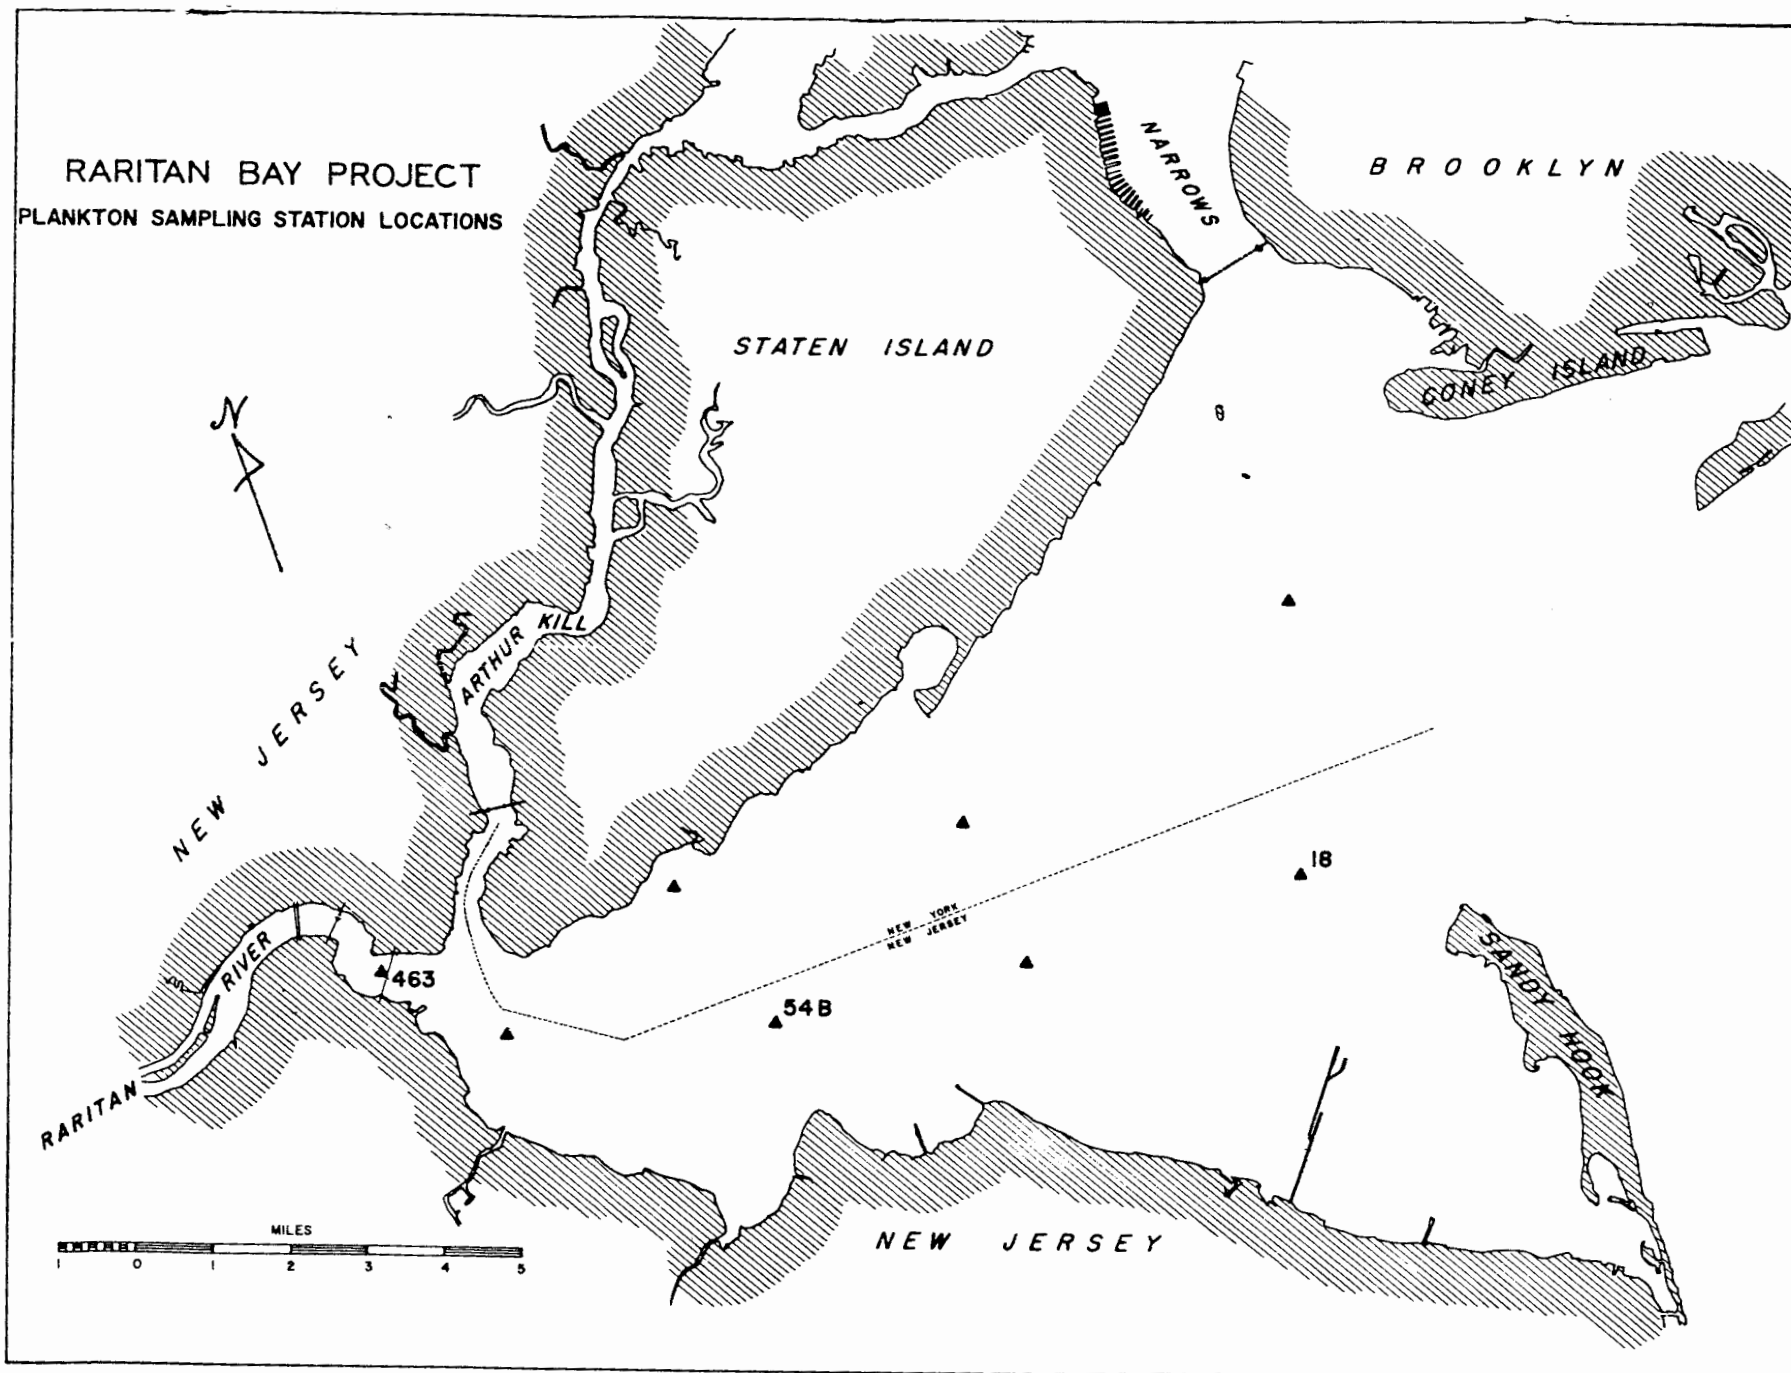 RARITAN BAY PROJECT
PLANKTON SAMPLING STATION LOCATIONS
NARROWS
BROOKLYN
STATEN ISLAND
CONEY ISLAND
N
ARTHUR KILL
NEW JERSEY
18
NEW YORK
NEW JERSEY
SANDY HOOK
463
54B
RARITAN RIVER
NEW JERSEY
MILES
1 0 1 2 3 4 5